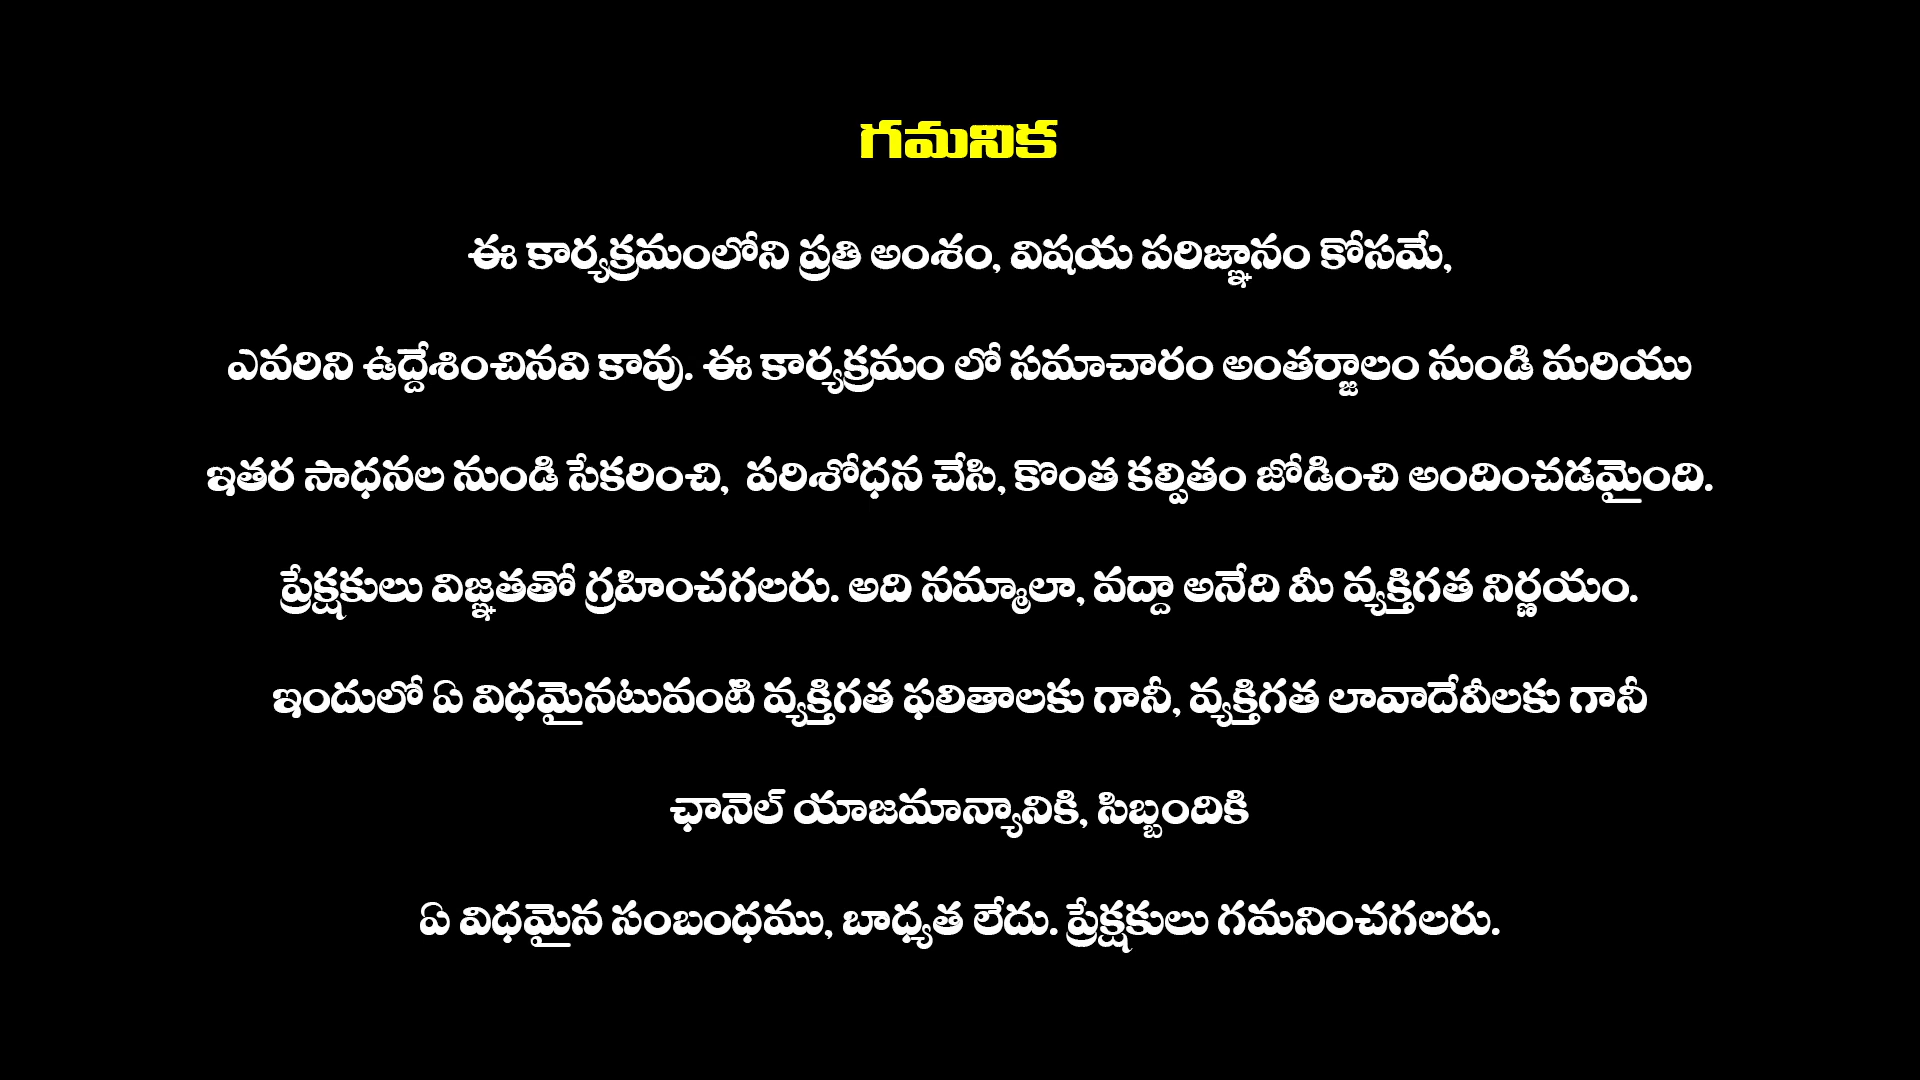 గమనిక
ఈ కార్యక్రమంలోని ప్రతి అంశం, విషయ పరిజ్ఞానం కోసమే,
ఎవరిని ఉద్దేశించినవి కావు. ఈ కార్యక్రమం లో సమాచారం అంతర్జాలం నుండి మరియు
ఇతర సాధనల నుండి సేకరించి,  పరిశోధన చేసి, కొంత కల్పితం జోడించి అందించడమైంది.
ప్రేక్షకులు విజ్ఞతతో గ్రహించగలరు. అది నమ్మాలా, వద్దా అనేది మీ వ్యక్తిగత నిర్ణయం.
ఇందులో ఏ విధమైనటువంటి వ్యక్తిగత ఫలితాలకు గానీ, వ్యక్తిగత లావాదేవీలకు గానీ
ఛానెల్ యాజమాన్యానికి, సిబ్బందికి
ఏ విధమైన సంబంధము, బాధ్యత లేదు. ప్రేక్షకులు గమనించగలరు.